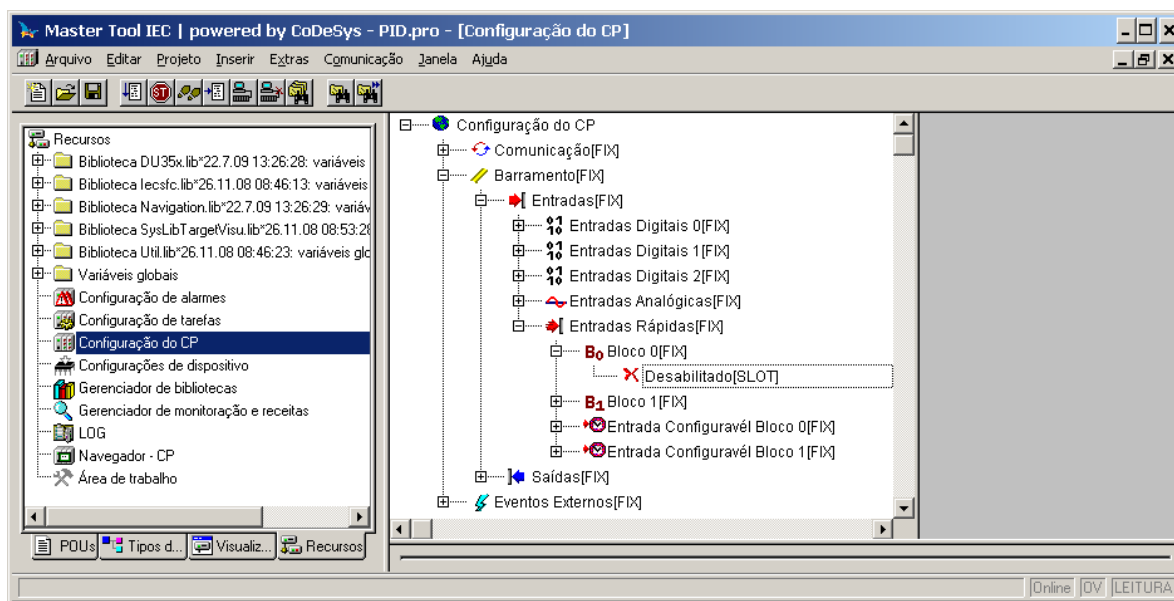 Master Tool IEC | powered by CoDeSys - PID.pro - [Configuração do CP]
Arquivo Editar Projeto Inserir Extras Comunicação Janela Ajuda
Recursos
Biblioteca DU35x.lib*22.7.09 13:26:28: variáveis
Biblioteca Iecsfc.lib*26.11.08 08:46:13: variáveis
Biblioteca Navigation.lib*22.7.09 13:26:29: variáv
Biblioteca SysLibTargetVisu.lib*26.11.08 08:53:28
Biblioteca Util.lib*26.11.08 08:46:23: variáveis glo
Variáveis globais
Configuração de alarmes
Configuração de tarefas
Configuração do CP
Configurações de dispositivo
Gerenciador de bibliotecas
Gerenciador de monitoração e receitas
LOG
Navegador - CP
Área de trabalho
POUs Tipos d... Visualiz... Recursos
Configuração do CP
Comunicação[FIX]
Barramento[FIX]
Entradas[FIX]
Entradas Digitais 0[FIX]
Entradas Digitais 1[FIX]
Entradas Digitais 2[FIX]
Entradas Analógicas[FIX]
Entradas Rápidas[FIX]
B0 Bloco 0[FIX]
Desabilitado[SLOT]
B1 Bloco 1[FIX]
Entrada Configuravél Bloco 0[FIX]
Entrada Configuravél Bloco 1[FIX]
Saídas[FIX]
Eventos Externos[FIX]
Online OV LEITURA